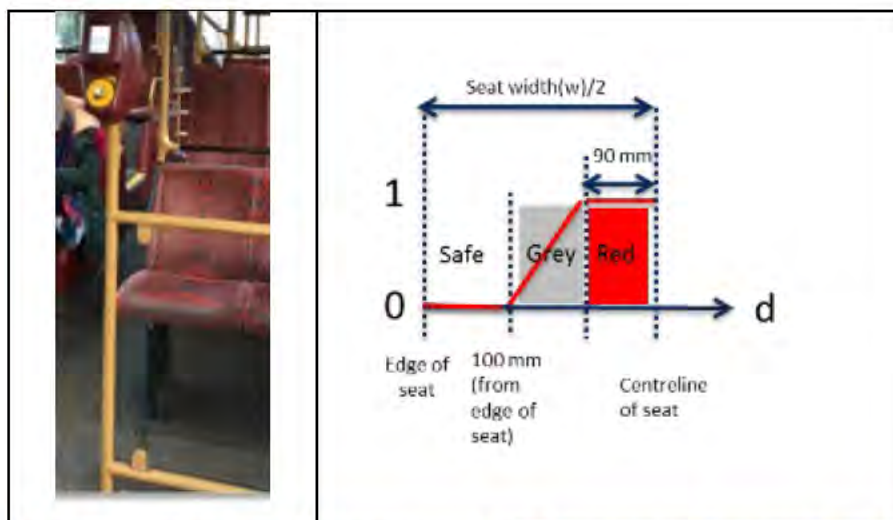 Seat width(w)/2
90 mm
1
Safe
Grey
Red
0
d
Edge of
seat
100 mm
(from
edge of
seat)
Centreline
of seat